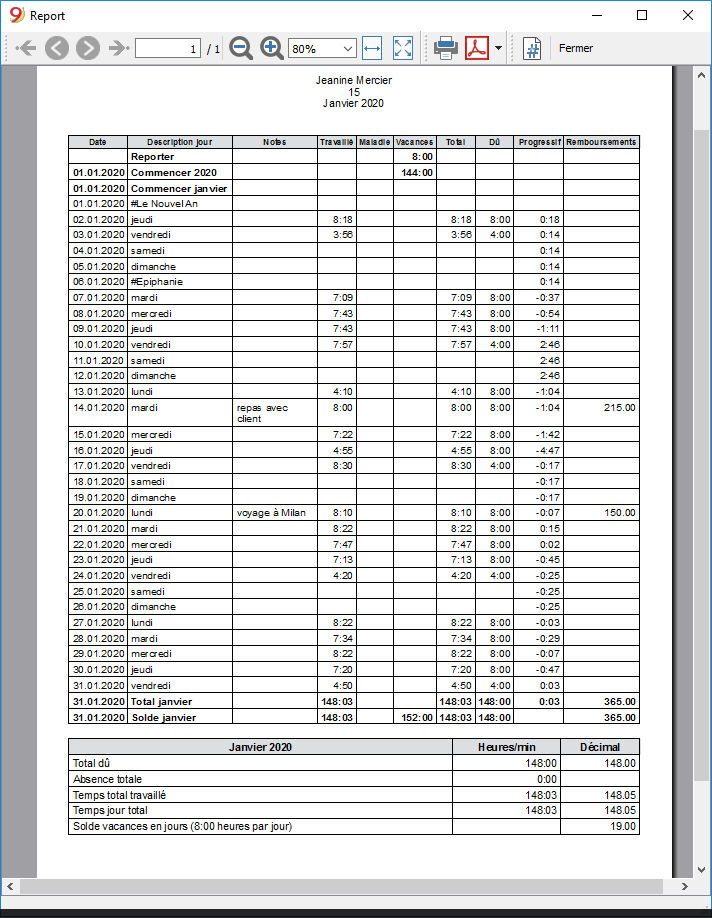 Report
1 / 1 80% Fermer
Jeanine Mercier
15
Janvier 2020
Date Description jour Notes Travaillé Maladie Vacances Total Dû Progressif Remboursements
Reporter 8:00
01.01.2020 Commencer 2020 144:00
01.01.2020 Commencer janvier
01.01.2020 #Le Nouvel An
02.01.2020 jeudi 8:18 8:18 8:00 0:18
03.01.2020 vendredi 3:56 3:56 4:00 0:14
04.01.2020 samedi 0:14
05.01.2020 dimanche 0:14
06.01.2020 #Epiphanie 0:14
07.01.2020 mardi 7:09 7:09 8:00 -0:37
08.01.2020 mercredi 7:43 7:43 8:00 -0:54
09.01.2020 jeudi 7:43 7:43 8:00 -1:11
10.01.2020 vendredi 7:57 7:57 4:00 2:46
11.01.2020 samedi 2:46
12.01.2020 dimanche 2:46
13.01.2020 lundi 4:10 4:10 8:00 -1:04
14.01.2020 mardi repas avec 8:00 8:00 8:00 -1:04 215.00
client
15.01.2020 mercredi 7:22 7:22 8:00 -1:42
16.01.2020 jeudi 4:55 4:55 8:00 -4:47
17.01.2020 vendredi 8:30 8:30 4:00 -0:17
18.01.2020 samedi -0:17
19.01.2020 dimanche -0:17
20.01.2020 lundi voyage à Milan 8:10 8:10 8:00 -0:07 150.00
21.01.2020 mardi 8:22 8:22 8:00 0:15
22.01.2020 mercredi 7:47 7:47 8:00 0:02
23.01.2020 jeudi 7:13 7:13 8:00 -0:45
24.01.2020 vendredi 4:20 4:20 4:00 -0:25
25.01.2020 samedi -0:25
26.01.2020 dimanche -0:25
27.01.2020 lundi 8:22 8:22 8:00 -0:03
28.01.2020 mardi 7:34 7:34 8:00 -0:29
29.01.2020 mercredi 8:22 8:22 8:00 -0:07
30.01.2020 jeudi 7:20 7:20 8:00 -0:47
31.01.2020 vendredi 4:50 4:50 4:00 0:03
31.01.2020 Total janvier 148:03 148:03 148:00 0:03 365.00
31.01.2020 Solde janvier 148:03 152:00 148:03 148:00 365.00
Janvier 2020 Heures/min Décimal
Total dû 148:00 148.00
Absence totale 0:00
Temps total travaillé 148:03 148.05
Temps jour total 148:03 148.05
Solde vacances en jours (8:00 heures par jour) 19.00